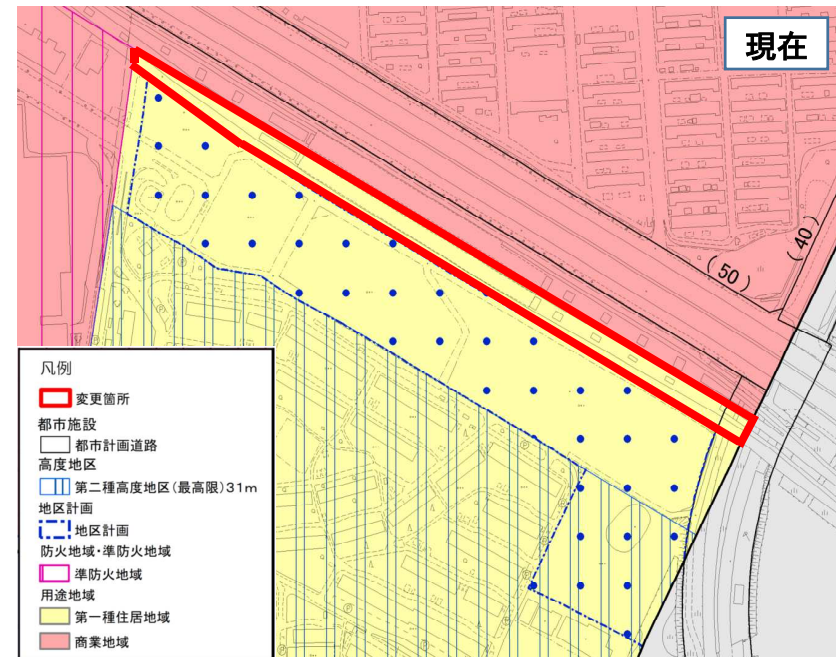 現在
(50)
(40)
凡例
変更箇所
都市施設
都市計画道路
高度地区
第二種高度地区(最高限)31m
地区計画
地区計画
防火地域・準防火地域
準防火地域
用途地域
第一種住居地域
商業地域